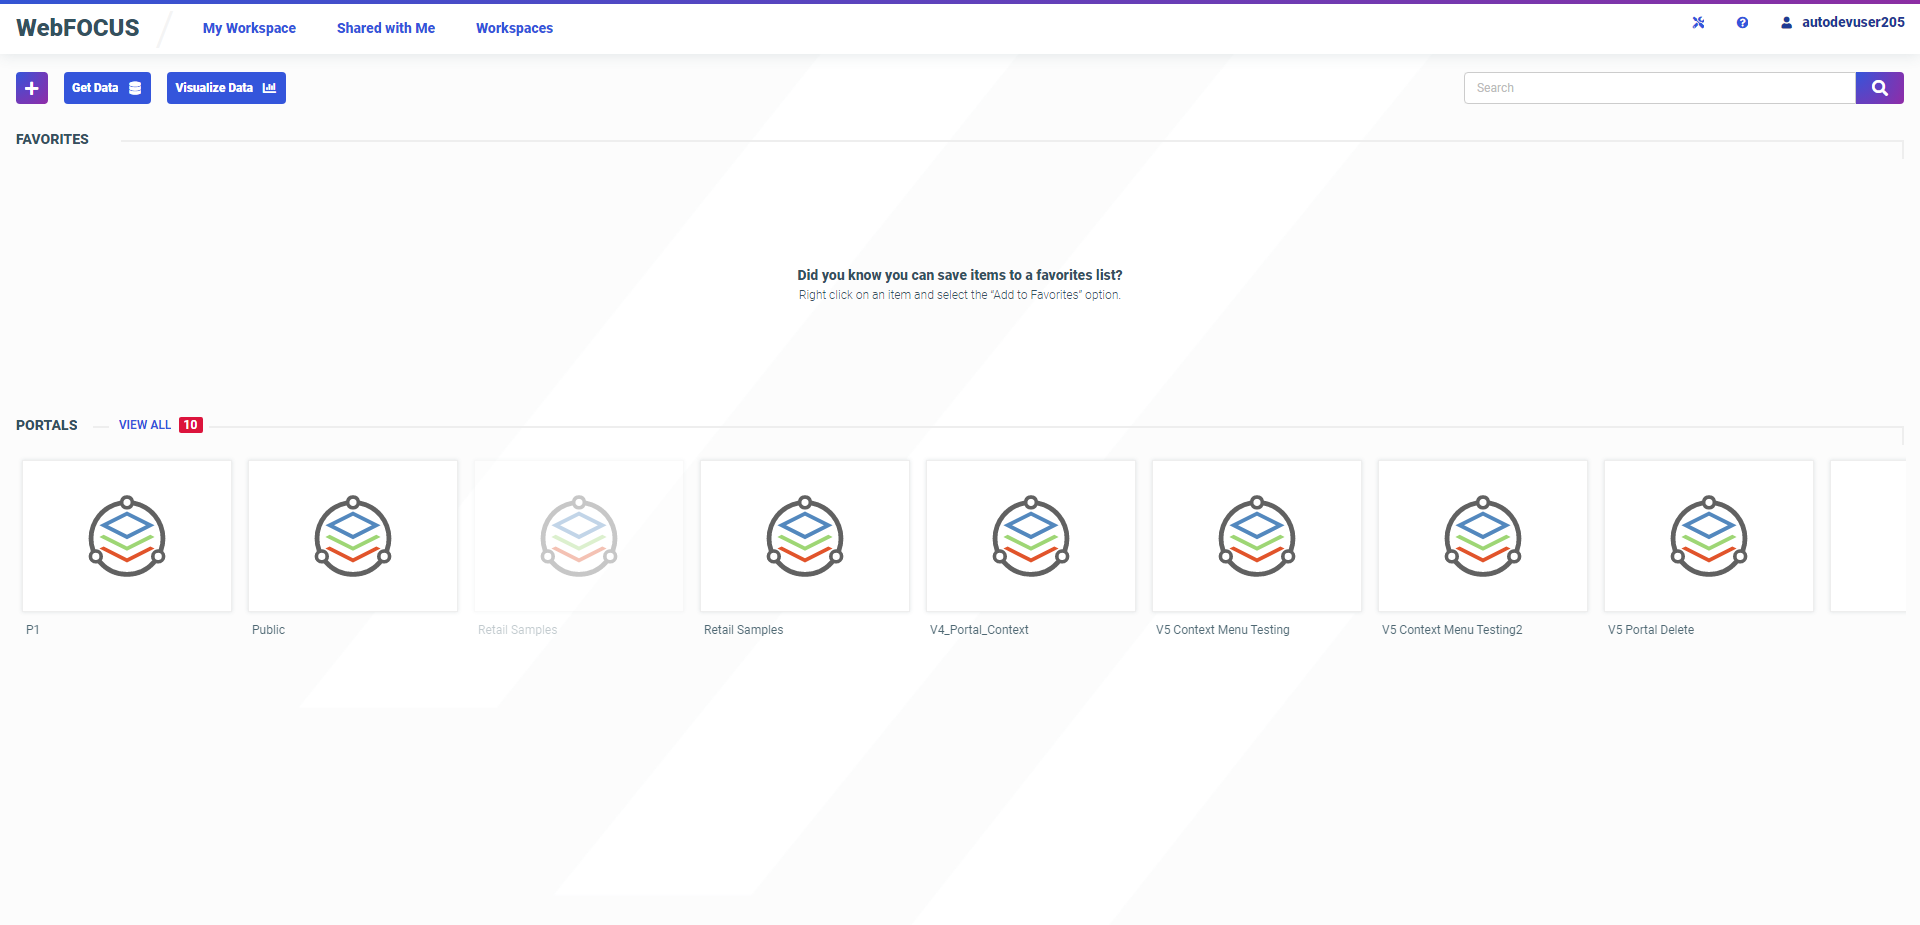 WebFOCUS
My Workspace
Shared with Me
Workspaces
autodevuser205
Get Data
Visualize Data
Search
FAVORITES
Did you know you can save items to a favorites list?
Right click on an item and select the “Add to Favorites” option.
PORTALS
VIEW ALL 10
P1
Public
Retail Samples
Retail Samples
V4_Portal_Context
V5 Context Menu Testing
V5 Context Menu Testing2
V5 Portal Delete